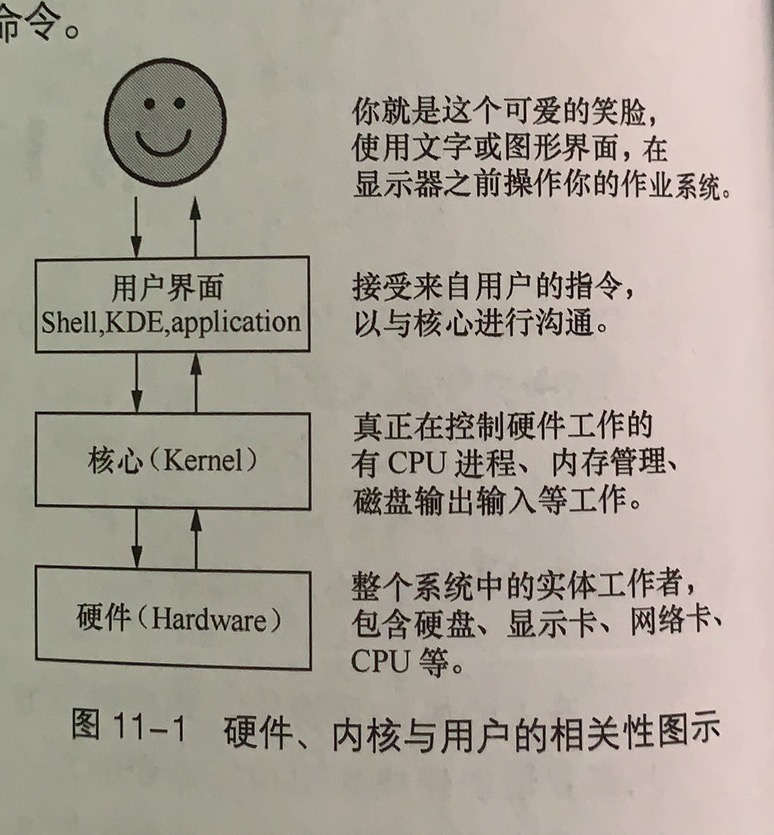 命令。
你就是这个可爱的笑脸，
使用文字或图形界面，在
显示器之前操作你的作业系统。
用户界面
Shell,KDE,application
接受来自用户的指令，
以与核心进行沟通。
核心（Kernel）
真正在控制硬件工作的
有 CPU 进程、内存管理、
磁盘输出输入等工作。
硬件（Hardware）
整个系统中的实体工作者，
包含硬盘、显示卡、网络卡、
CPU 等。
图 11-1 硬件、内核与用户的相关性图示